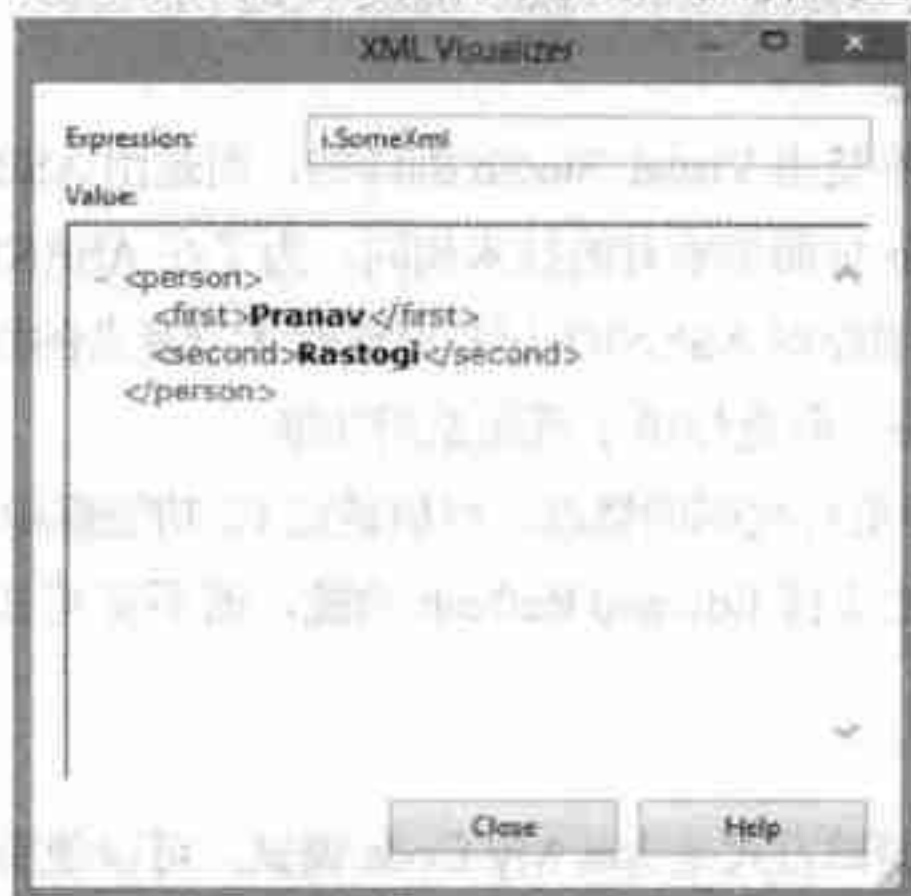 XML Visualizer
Expression: i.SomeXml
Value:
- <person>
<first>Pranav</first>
<second>Rastogi</second>
</person>
Close Help